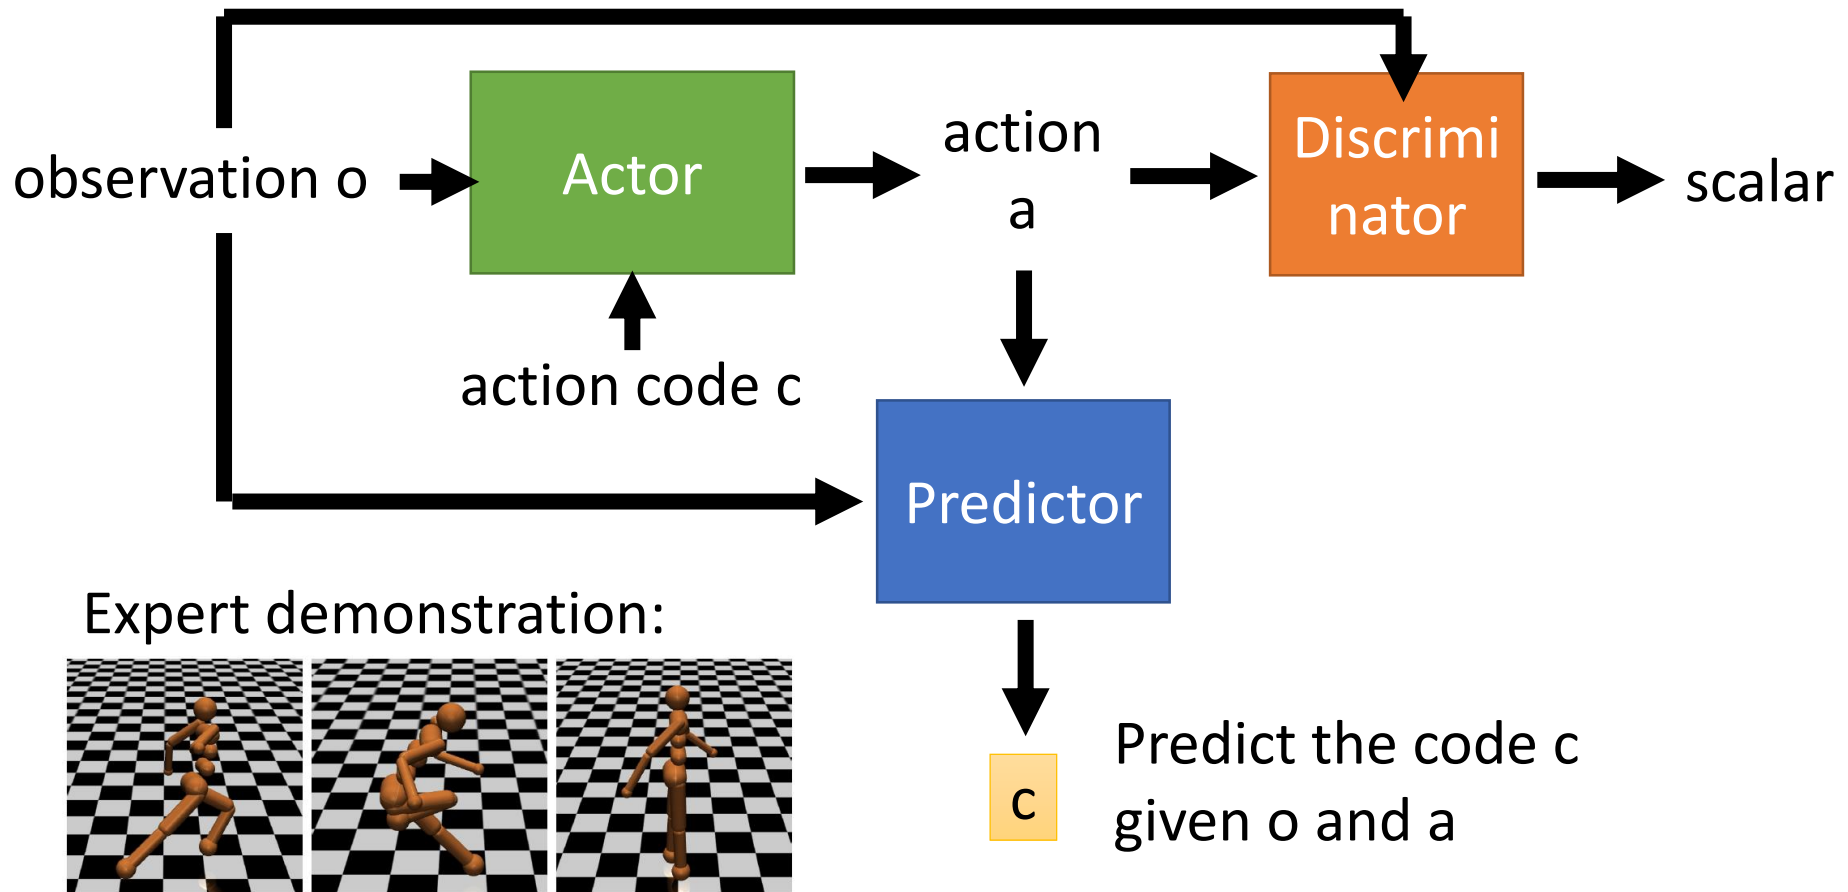 observation o
Actor
action
a
Discrimi
nator
scalar
action code c
Predictor
Expert demonstration:
c
Predict the code c
given o and a